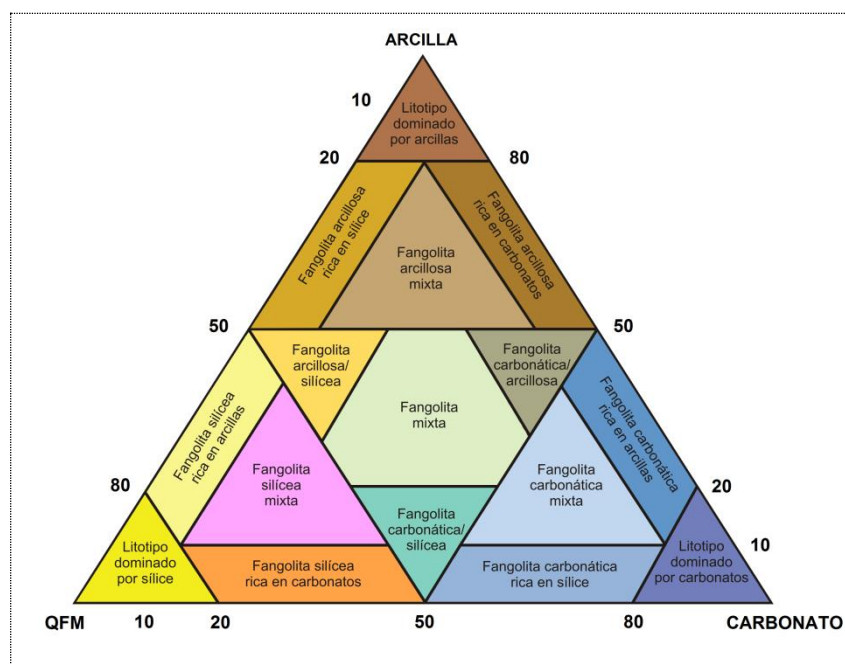 ARCILLA
10
Litotipo
dominado
por arcillas
20
80
Fangolita arcillosa
rica en sílice
Fangolita
arcillosa
mixta
Fangolita arcillosa
rica en carbonatos
50
50
Fangolita
arcillosa/
silícea
Fangolita
carbonática/
arcillosa
Fangolita silícea
rica en arcillas
Fangolita
mixta
Fangolita carbonática
rica en arcillas
80
Fangolita
silícea
mixta
Fangolita
carbonática
mixta
20
Fangolita
carbonática/
silícea
Litotipo
dominado
por sílice
Fangolita silícea
rica en carbonatos
Fangolita carbonática
rica en sílice
Litotipo
dominado
por carbonatos
10
QFM
10
20
50
80
CARBONATO